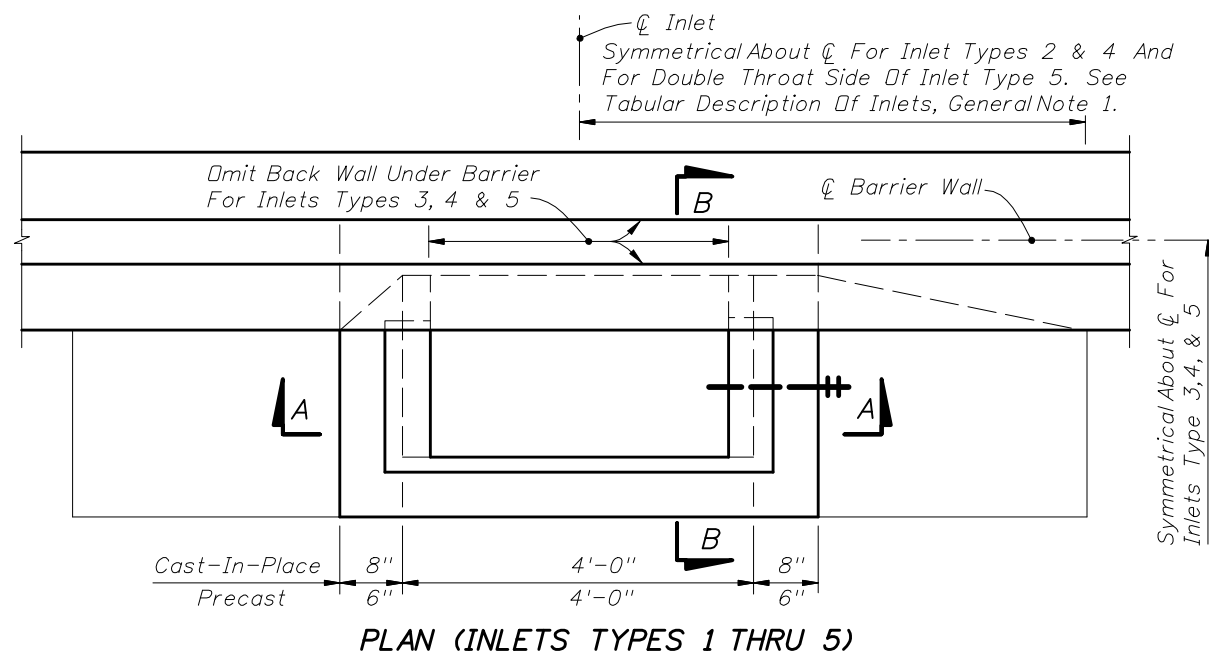 ℄ Inlet
Symmetrical About ℄ For Inlet Types 2 & 4 And
For Double Throat Side Of Inlet Type 5. See
Tabular Description Of Inlets, General Note 1.
Omit Back Wall Under Barrier
For Inlets Types 3, 4 & 5
B
℄ Barrier Wall
Symmetrical About ℄ For
Inlets Type 3,4, & 5
A
A
B
Cast-In-Place 8" 4'-0" 8"
Precast 6" 4'-0" 6"
PLAN (INLETS TYPES 1 THRU 5)